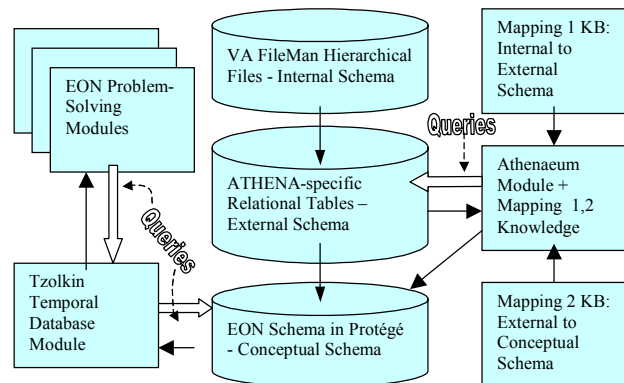 VA FileMan Hierarchical
Files - Internal Schema
Mapping 1 KB:
Internal to
External
Schema
EON Problem-
Solving
Modules
Queries
ATHENA-specific
Relational Tables –
External Schema
Athenaeum
Module +
Mapping 1,2
Knowledge
Queries
Tzolkin
Temporal
Database
Module
EON Schema in Protégé
- Conceptual Schema
Mapping 2 KB:
External to
Conceptual
Schema